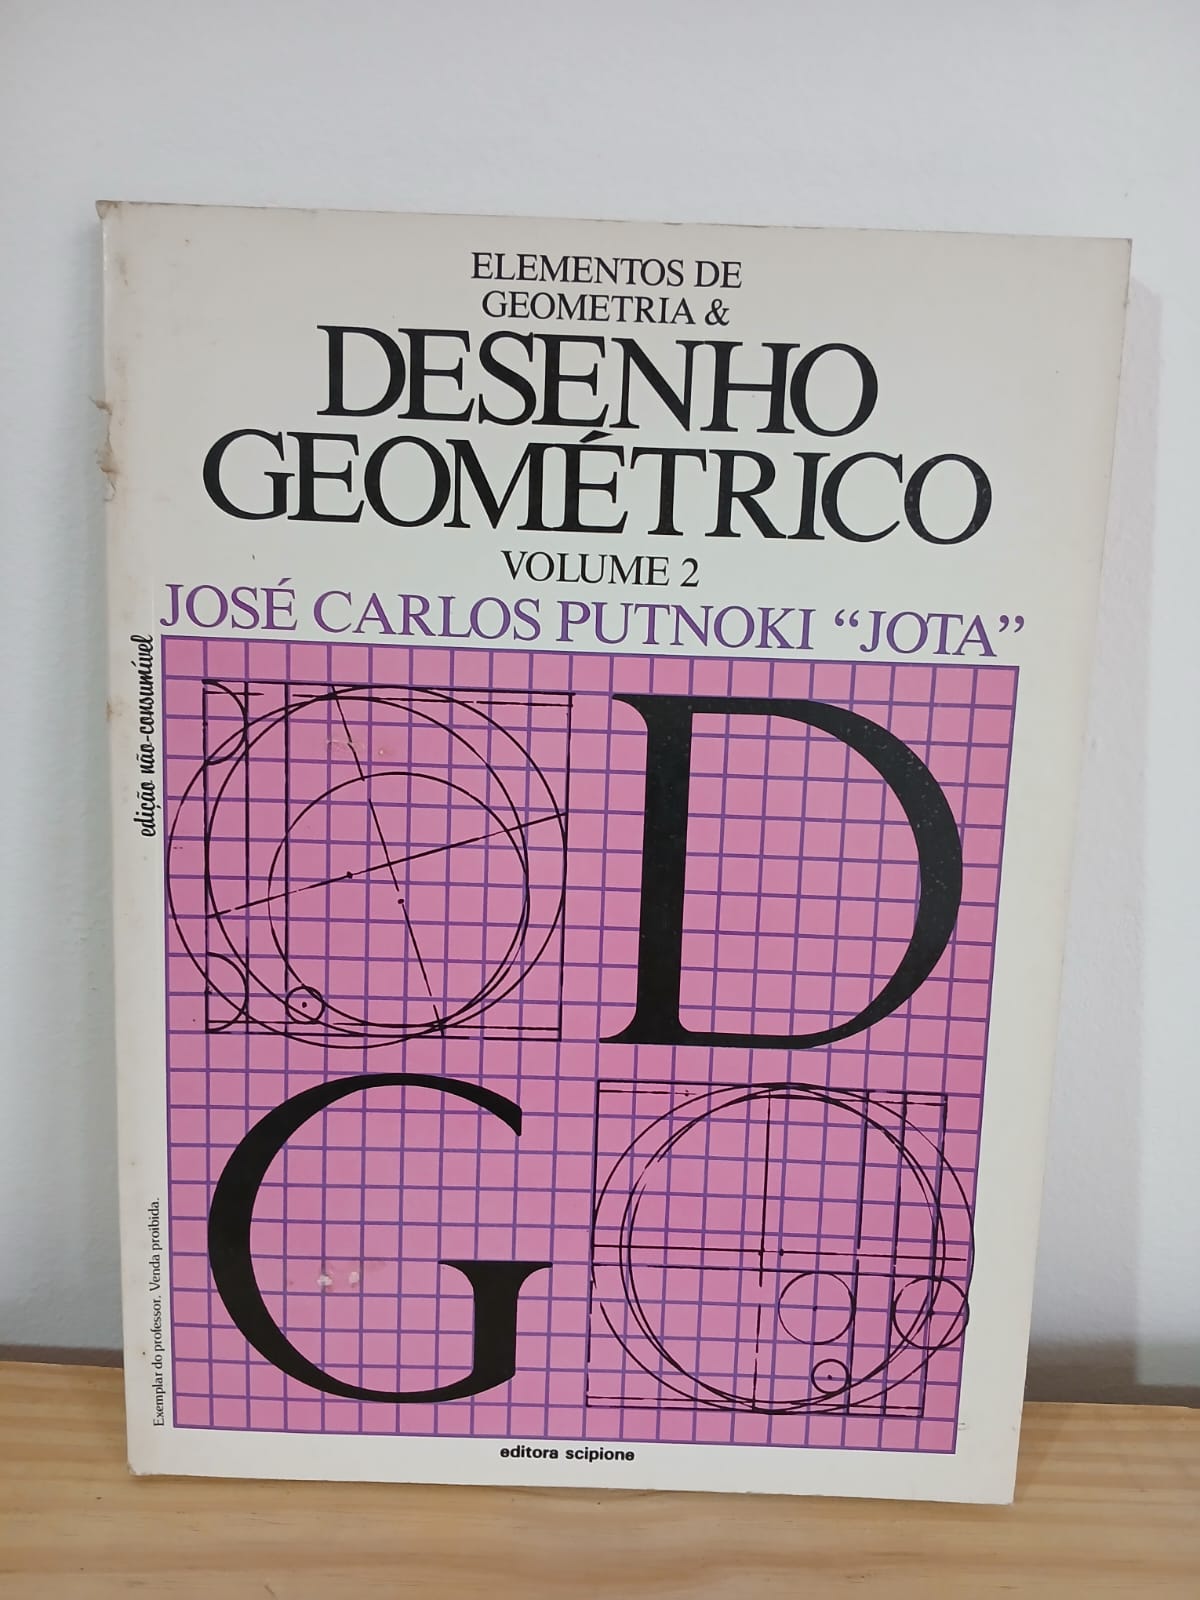 ELEMENTOS DE
GEOMETRIA &
DESENHO
GEOMÉTRICO
VOLUME 2
JOSÉ CARLOS PUTNOKI “JOTA”
edição não-consumível
D
G
Exemplar do professor. Venda proibida.
editora scipione